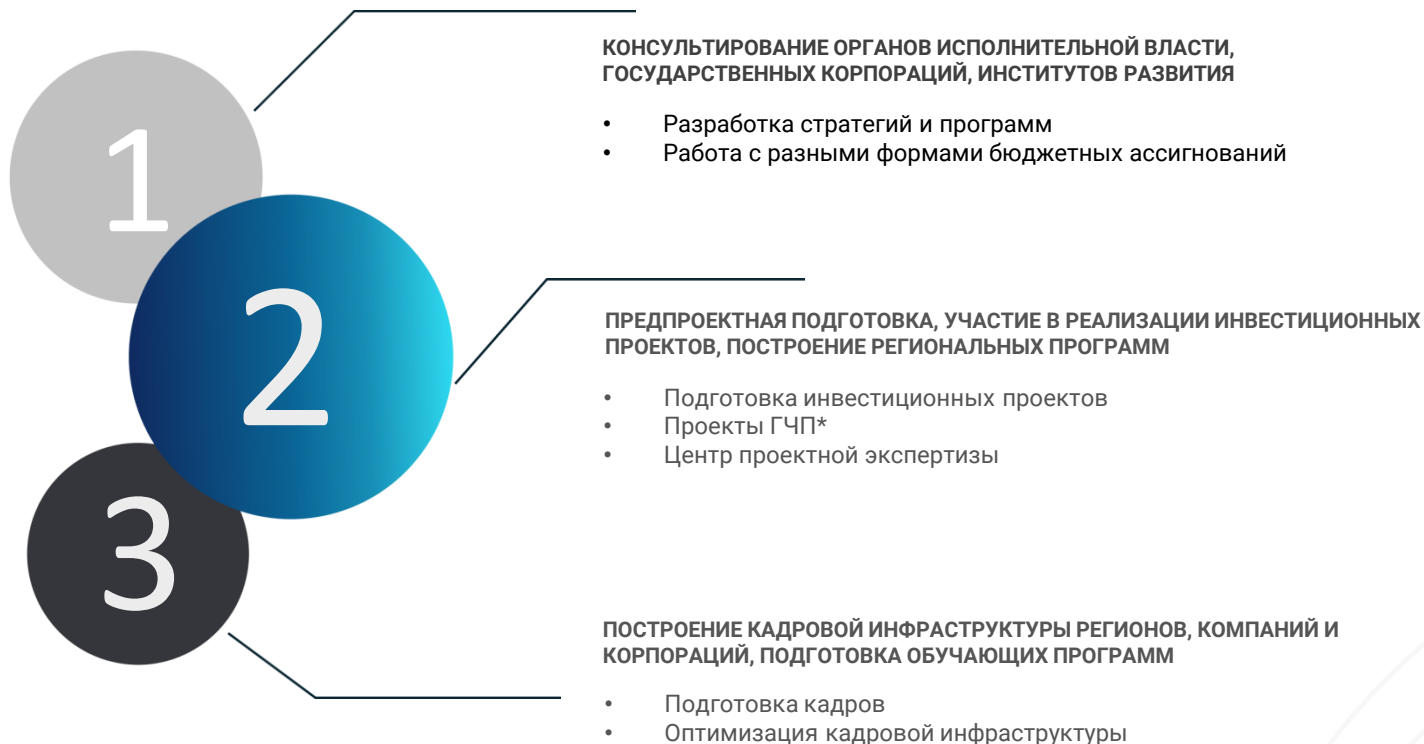 1
КОНСУЛЬТИРОВАНИЕ ОРГАНОВ ИСПОЛНИТЕЛЬНОЙ ВЛАСТИ,
ГОСУДАРСТВЕННЫХ КОРПОРАЦИЙ, ИНСТИТУТОВ РАЗВИТИЯ
• Разработка стратегий и программ
• Работа с разными формами бюджетных ассигнований
2
ПРЕДПРОЕКТНАЯ ПОДГОТОВКА, УЧАСТИЕ В РЕАЛИЗАЦИИ ИНВЕСТИЦИОННЫХ
ПРОЕКТОВ, ПОСТРОЕНИЕ РЕГИОНАЛЬНЫХ ПРОГРАММ
• Подготовка инвестиционных проектов
• Проекты ГЧП*
• Центр проектной экспертизы
3
ПОСТРОЕНИЕ КАДРОВОЙ ИНФРАСТРУКТУРЫ РЕГИОНОВ, КОМПАНИЙ И
КОРПОРАЦИЙ, ПОДГОТОВКА ОБУЧАЮЩИХ ПРОГРАММ
• Подготовка кадров
• Оптимизация кадровой инфраструктуры